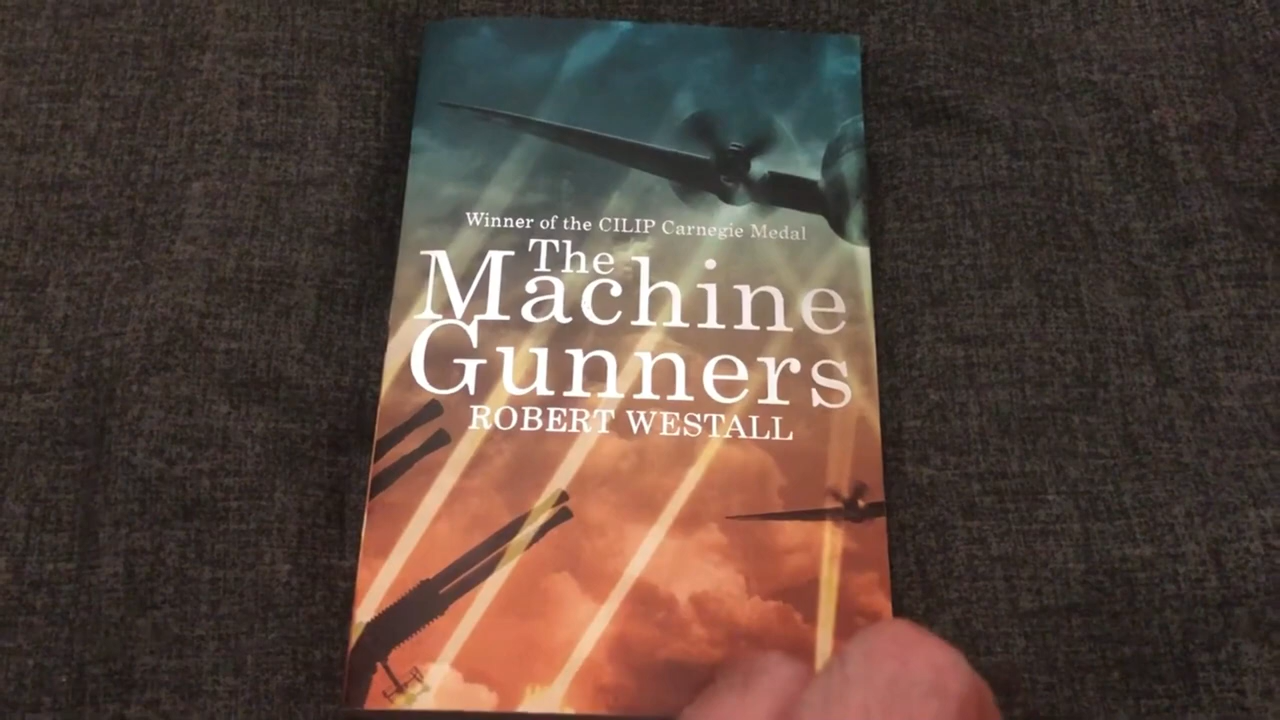 Winner of the CILIP Carnegie Medal
The
Machine
Gunners
ROBERT WESTALL